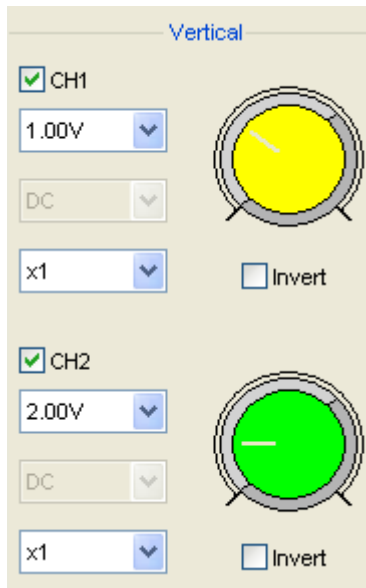 Vertical
CH1
1.00V
DC
x1
Invert
CH2
2.00V
DC
x1
Invert